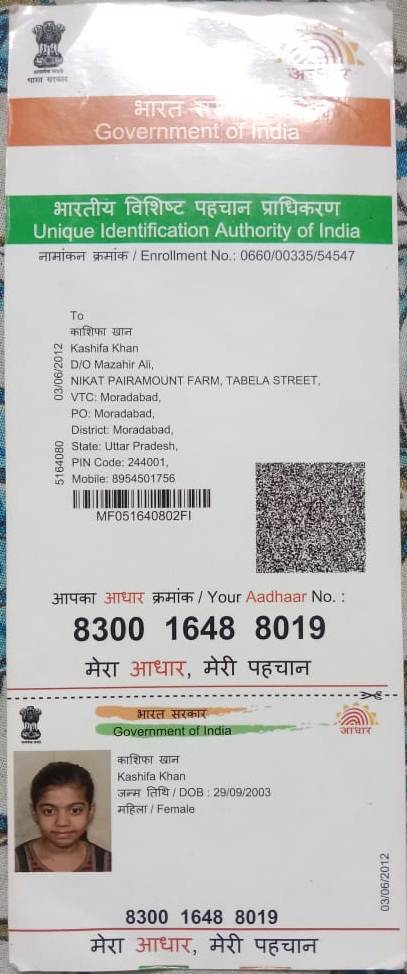 भारत सरकार
आधार
भारत
Government of India
भारतीय विशिष्ट पहचान प्राधिकरण
Unique Identification Authority of India
नामांकन क्रमांक / Enrollment No.: 0660/00335/54547
To
काशिफा खान
Kashifa Khan
D/O Mazahir Ali,
NIKAT PAIRAMOUNT FARM, TABELA STREET,
VTC: Moradabad,
PO: Moradabad,
District: Moradabad,
State: Uttar Pradesh,
PIN Code: 244001,
Mobile: 8954501756
03/06/2012
5164080
MF051640802FI
आपका आधार क्रमांक / Your Aadhaar No. :
8300 1648 8019
मेरा आधार, मेरी पहचान
भारत सरकार
Government of India
आधार
काशिफा खान
Kashifa Khan
जन्म तिथि / DOB : 29/09/2003
महिला / Female
03/06/2012
8300 1648 8019
मेरा आधार, मेरी पहचान